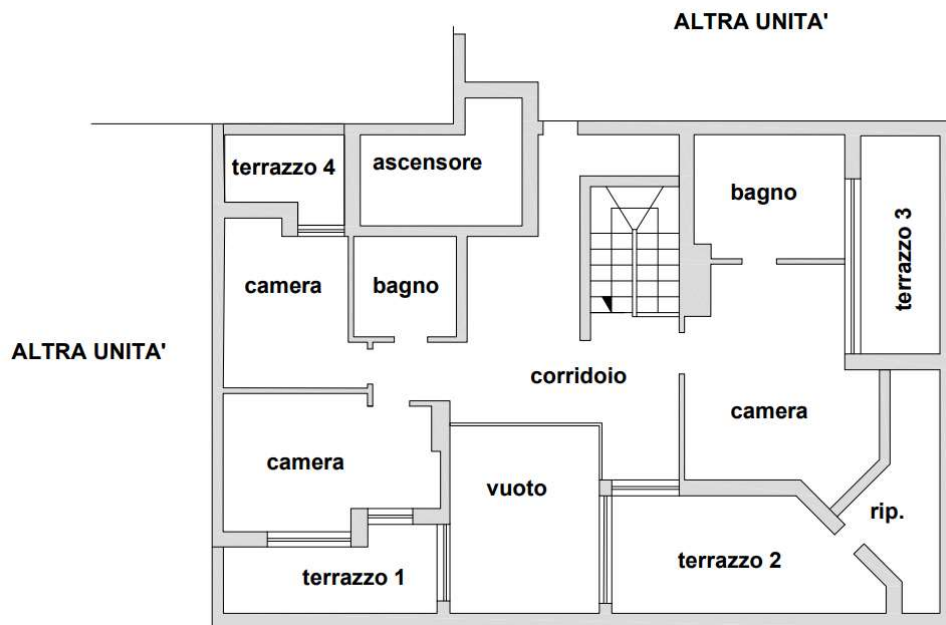 ALTRA UNITA'
terrazzo 4
ascensore
bagno
terrazzo 3
camera
bagno
ALTRA UNITA'
corridoio
camera
camera
vuoto
rip.
terrazzo 2
terrazzo 1